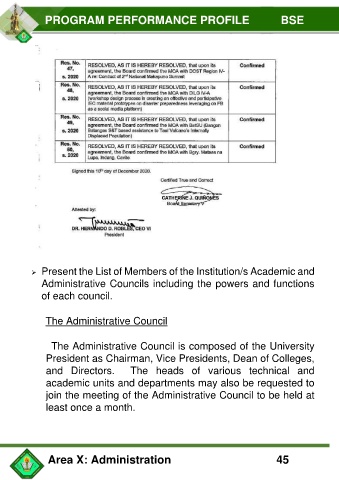 PROGRAM PERFORMANCE PROFILE BSE
Res. No. 47, s. 2020
RESOLVED, AS IT IS HEREBY RESOLVED, that upon its
agreement, the Board confirmed the MOA with DOST Region IV-
A re: Conduct of 2nd National Makapuno Summit
Confirmed
Res. No. 48, s. 2020
RESOLVED, AS IT IS HEREBY RESOLVED, that upon its
agreement, the Board confirmed the MOA with DILG IV-A
(workshop design process in creating an effective and participative
IEC material prototypes on disaster preparedness leveraging on FB
as a social media platform)
Confirmed
Res. No. 49, s. 2020
RESOLVED, AS IT IS HEREBY RESOLVED, that upon its
agreement, the Board confirmed the MOA with BatSU
Batangas SET based assistance to Taal Volcano's Internally
Displaced Population)
Confirmed
Res. No. 50, s. 2020
RESOLVED, AS IT IS HEREBY RESOLVED, that upon its
agreement, the Board confirmed the MOA with Brgy. Mataas na
Lupa, Indang, Cavite
Confirmed
Signed this 10th day of December 2020.
Certified True and Correct:
CATHERINE J. QUIÑONES
Board Secretary V
Attested by:
DR. HERNANDO D. ROBLES, CEO VI
President
➢ Present the List of Members of the Institution/s Academic and
Administrative Councils including the powers and functions
of each council.
The Administrative Council
The Administrative Council is composed of the University
President as Chairman, Vice Presidents, Dean of Colleges,
and Directors. The heads of various technical and
academic units and departments may also be requested to
join the meeting of the Administrative Council to be held at
least once a month.
Area X: Administration 45